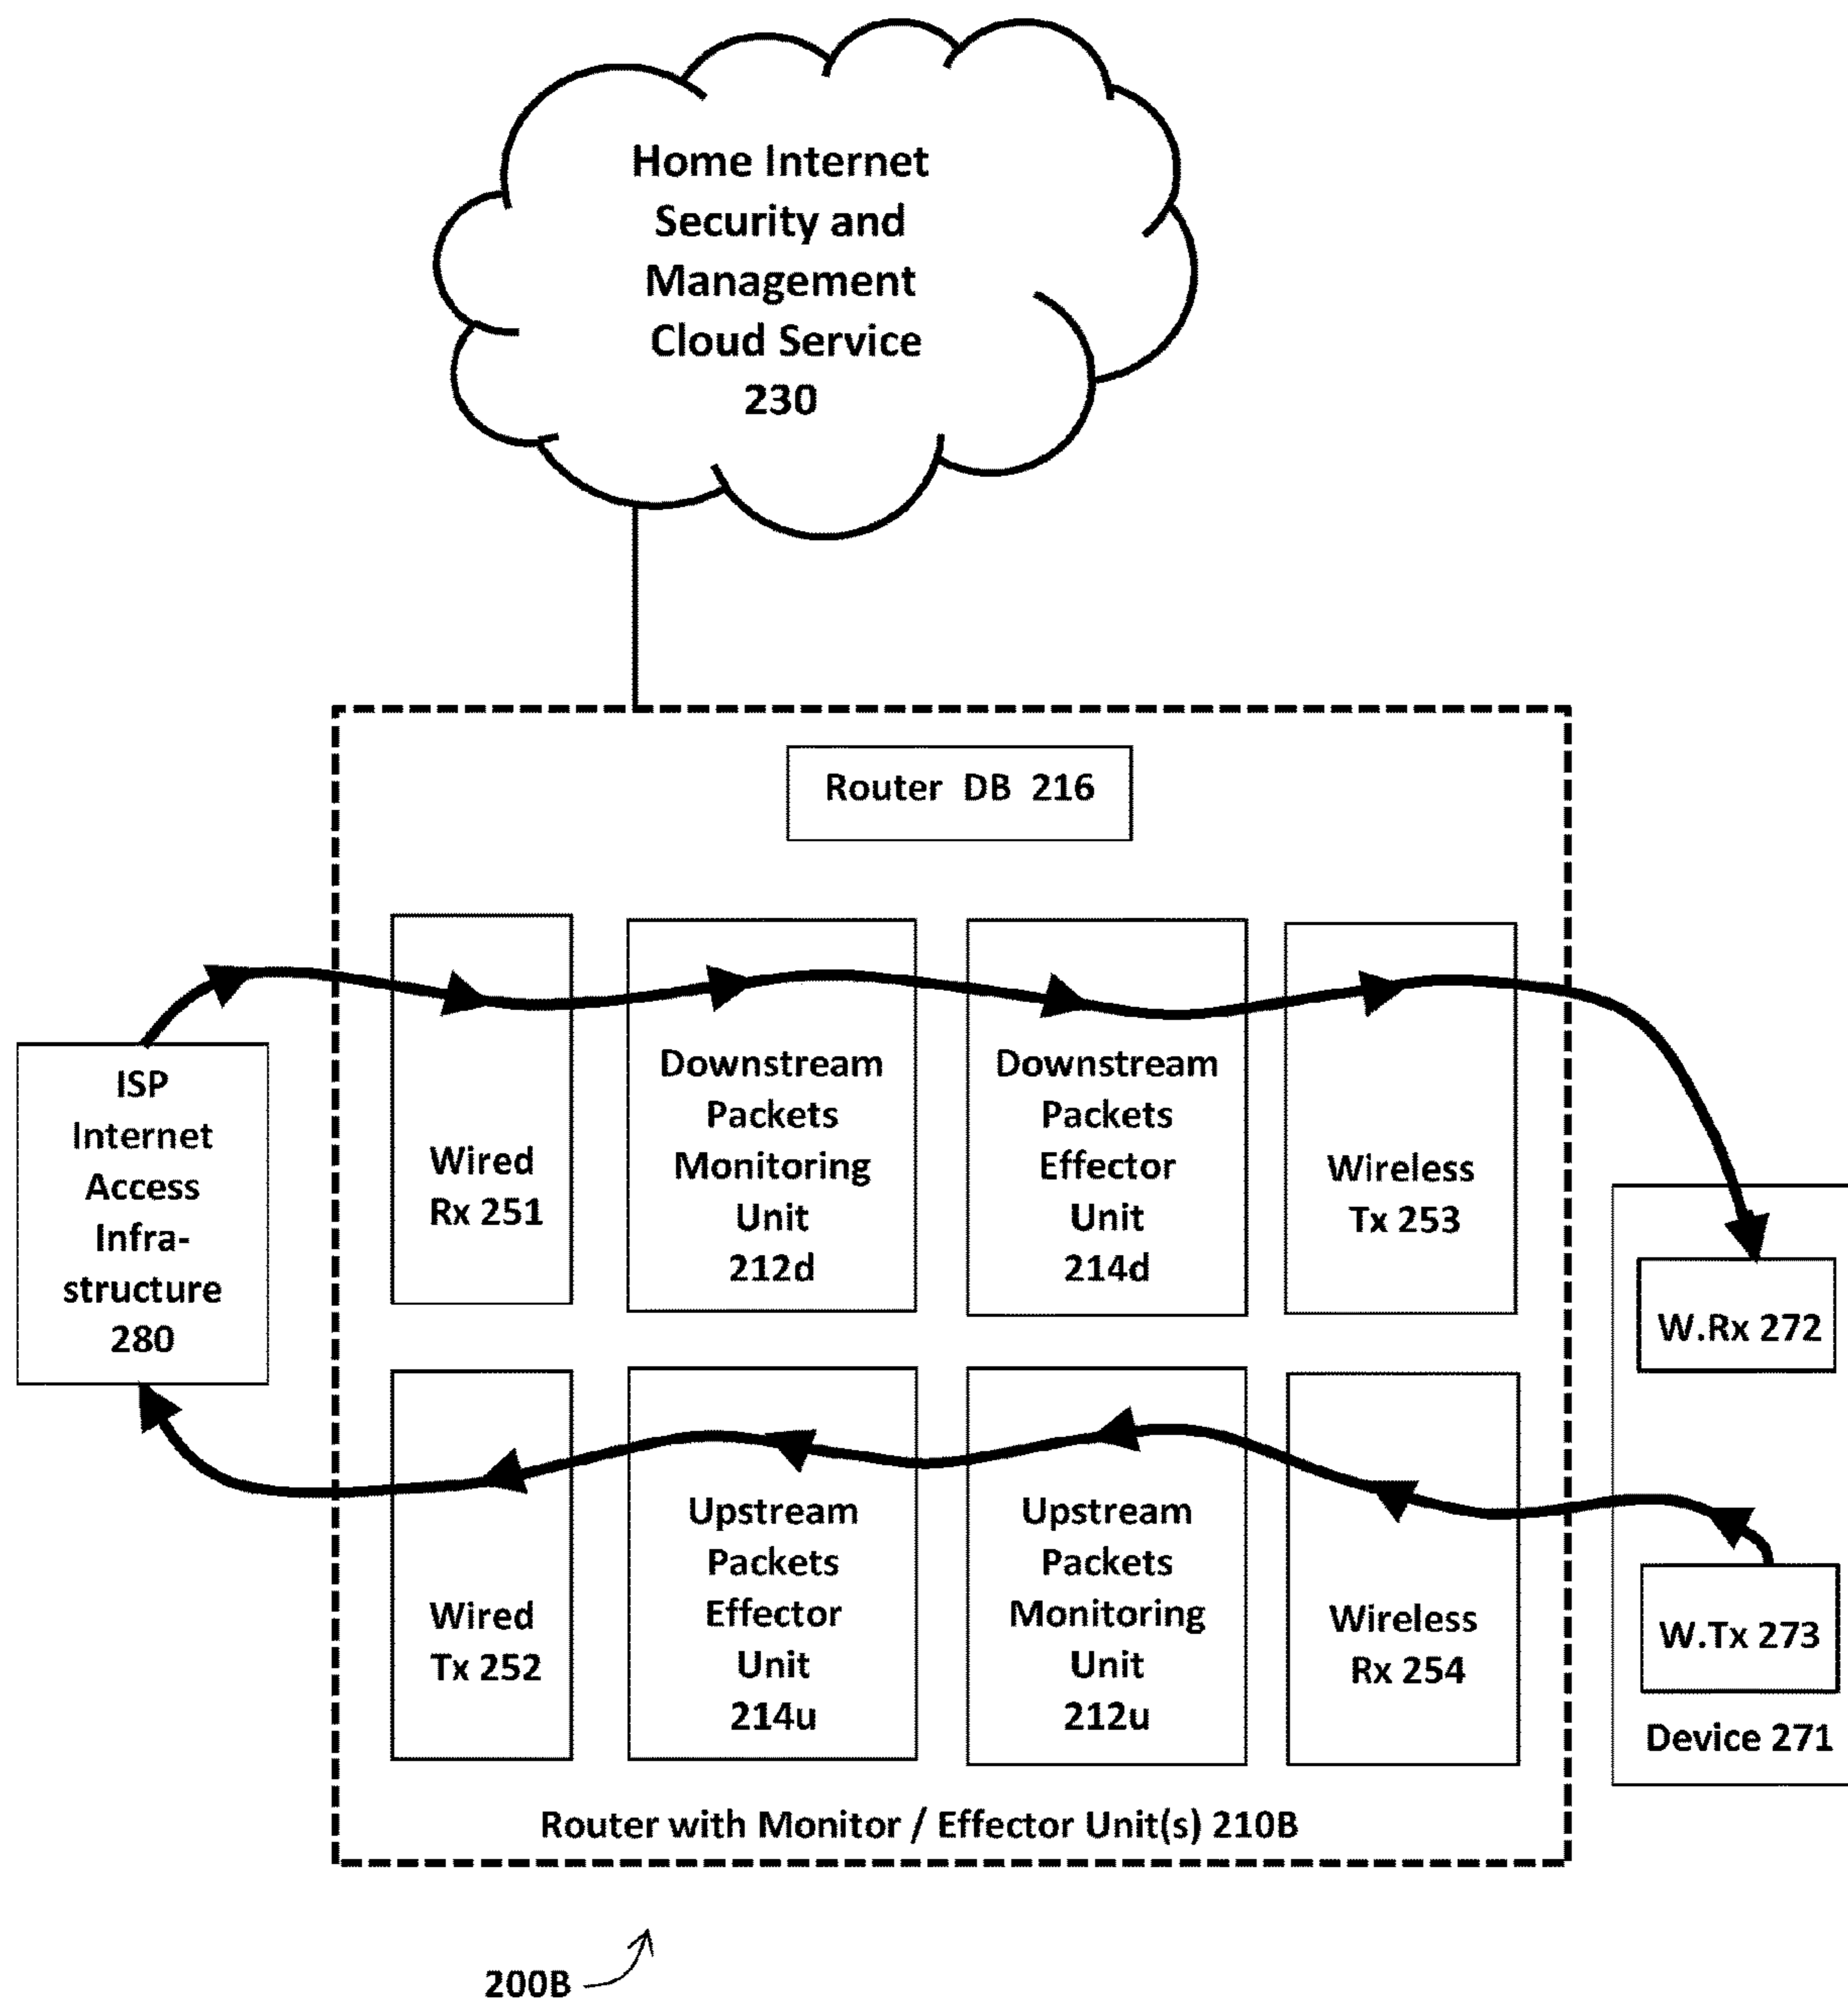 Home Internet
Security and
Management
Cloud Service
230
Router DB 216
ISP
Internet
Access
Infra-
structure
280
Wired
Rx 251
Downstream
Packets
Monitoring
Unit
212d
Downstream
Packets
Effector
Unit
214d
Wireless
Tx 253
W.Rx 272
Wired
Tx 252
Upstream
Packets
Effector
Unit
214u
Upstream
Packets
Monitoring
Unit
212u
Wireless
Rx 254
W.Tx 273
Device 271
Router with Monitor / Effector Unit(s) 210B
200B